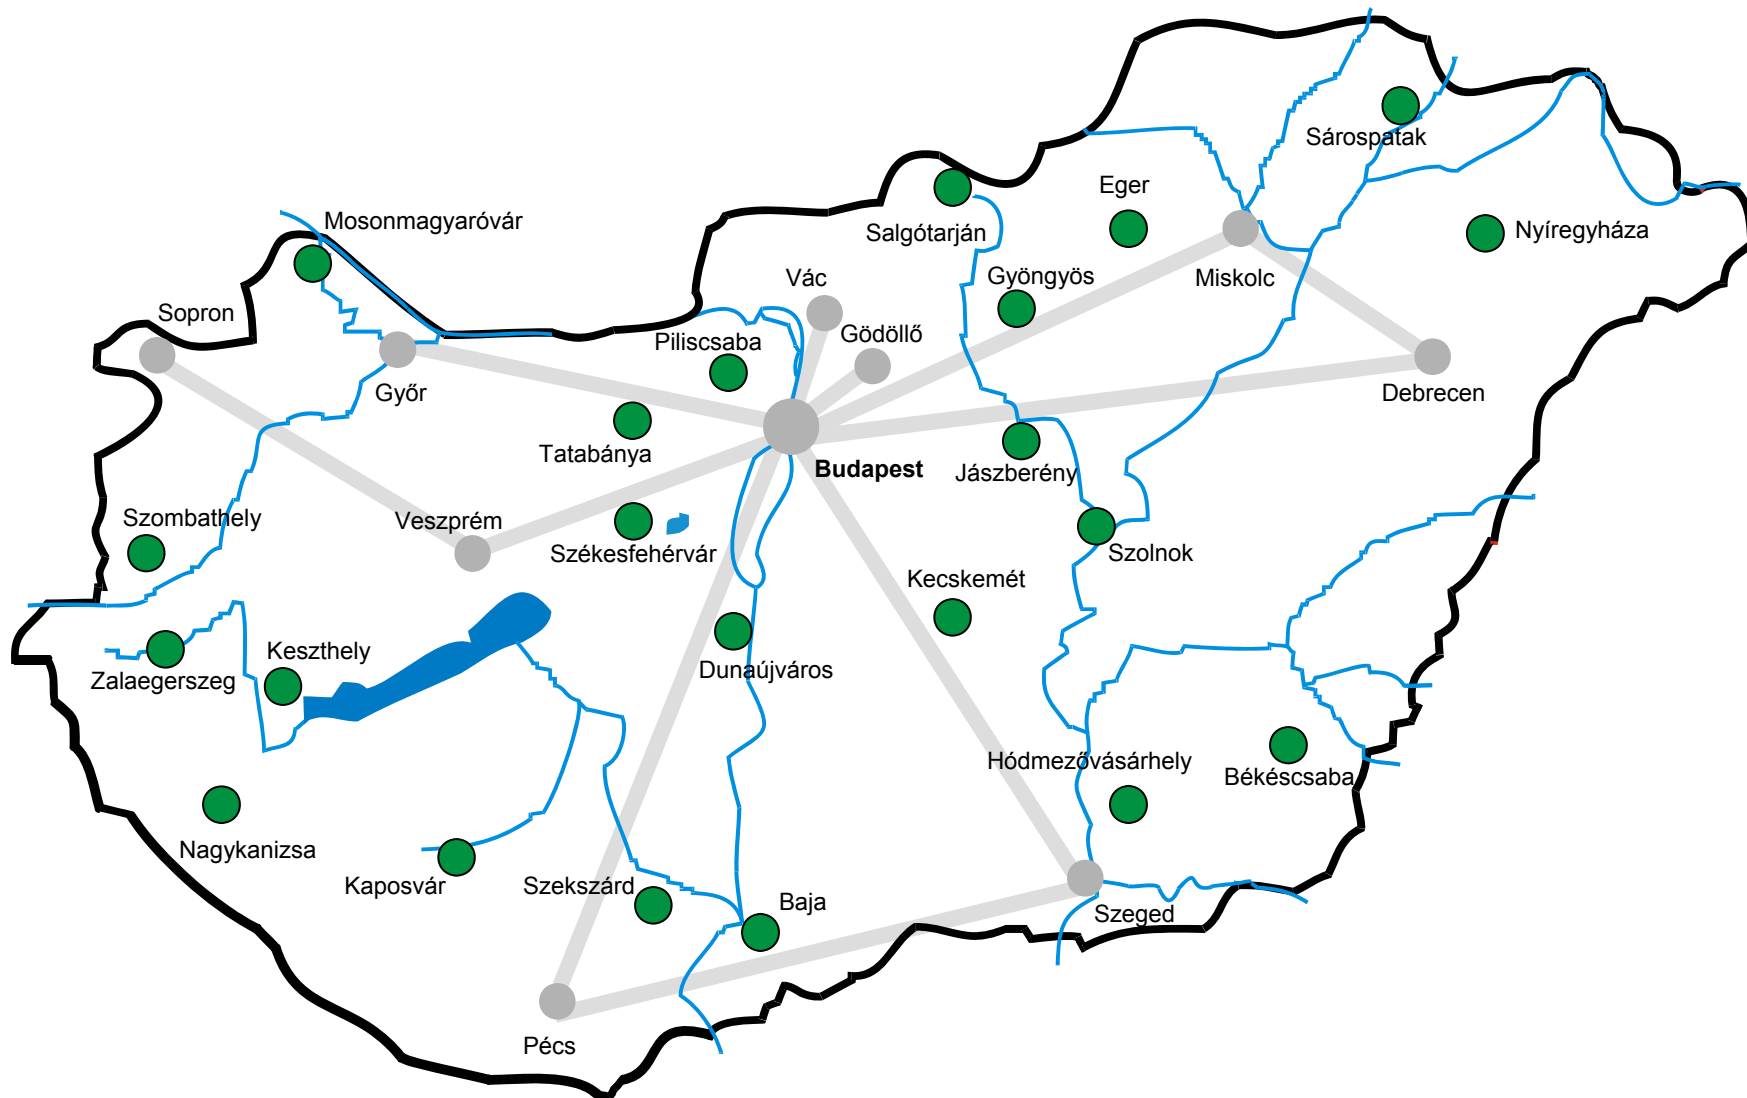 Sárospatak
Eger
Mosonmagyaróvár
Salgótarján
Nyíregyháza
Vác
Gyöngyös
Miskolc
Sopron
Gödöllő
Piliscsaba
Győr
Debrecen
Tatabánya
Budapest
Jászberény
Szombathely
Veszprém
Székesfehérvár
Szolnok
Kecskemét
Keszthely
Zalaegerszeg
Dunaújváros
Hódmezővásárhely
Békéscsaba
Nagykanizsa
Kaposvár
Szekszárd
Baja
Szeged
Pécs